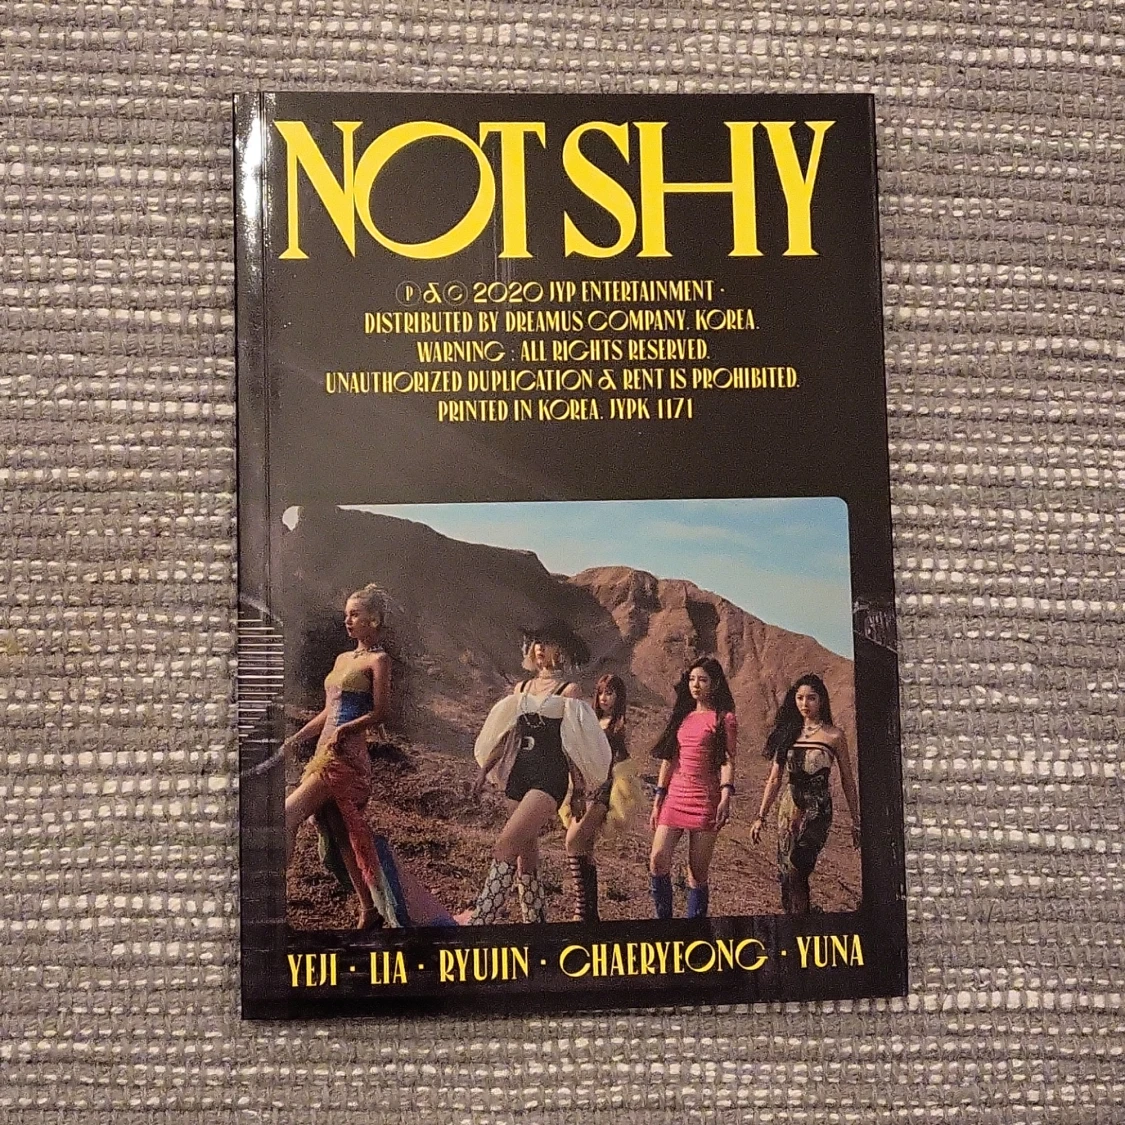 NOT SHY
Ⓟ & © 2020 JYP ENTERTAINMENT ·
DISTRIBUTED BY DREAMUS COMPANY. KOREA.
WARNING : ALL RIGHTS RESERVED.
UNAUTHORIZED DUPLICATION & RENT IS PROHIBITED.
PRINTED IN KOREA. JYPK 1171
YEJI · LIA · RYUJIN · CHAERYEONG · YUNA